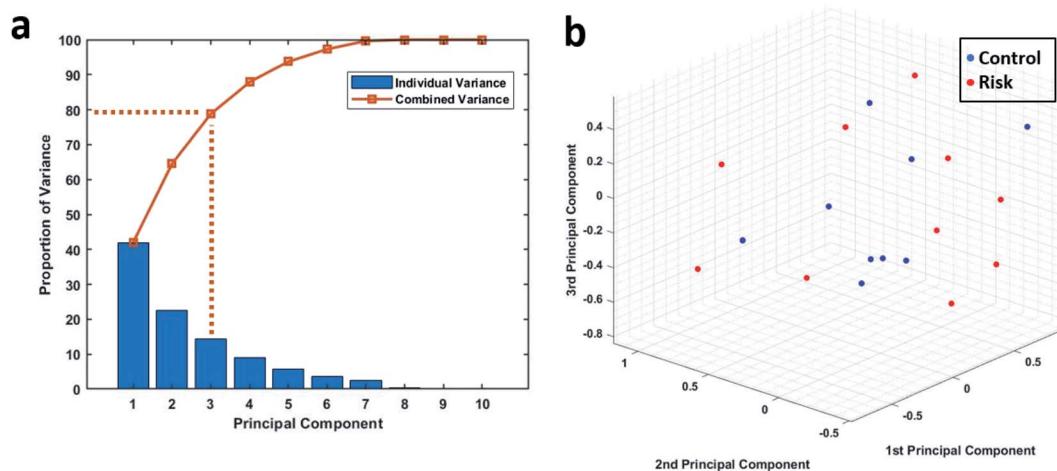 a
Proportion of Variance
100
90
80
70
60
50
40
30
20
10
0
Individual Variance
Combined Variance
1 2 3 4 5 6 7 8 9 10
Principal Component
b
Control
Risk
3rd Principal Component
0.4
0.2
0
-0.2
-0.4
-0.6
-0.8
1
0.5
0
-0.5
2nd Principal Component
-0.5
0
0.5
1st Principal Component